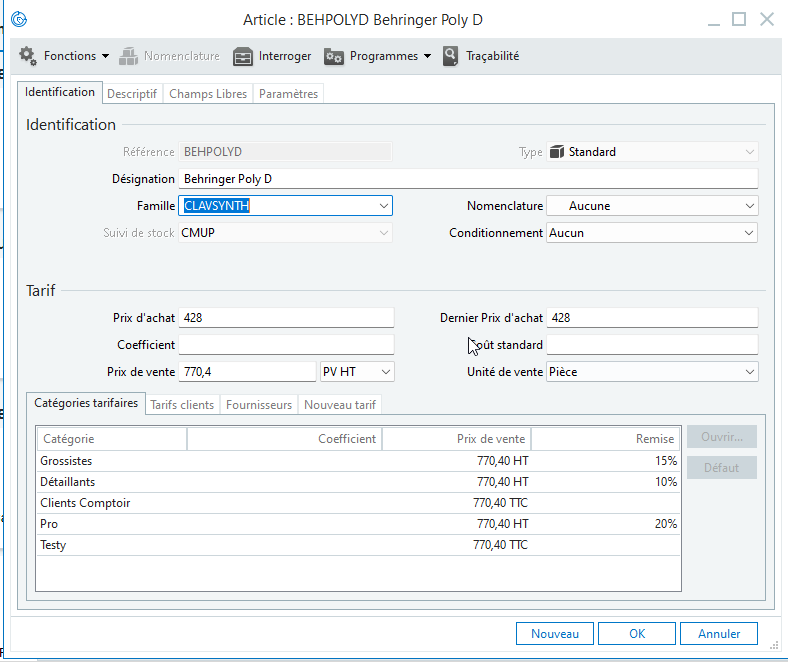 Article : BEHPOLYD Behringer Poly D
Fonctions Nomenclature Interroger Programmes Traçabilité
Identification Descriptif Champs Libres Paramètres
Identification
Référence BEHPOLYD Type Standard
Désignation Behringer Poly D
Famille CLAVSYNTH Nomenclature Aucune
Suivi de stock CMUP Conditionnement Aucun
Tarif
Prix d'achat 428 Dernier Prix d'achat 428
Coefficient oût standard
Prix de vente 770,4 PV HT Unité de vente Pièce
Catégories tarifaires Tarifs clients Fournisseurs Nouveau tarif
Catégorie Coefficient Prix de vente Remise Ouvrir...
Grossistes 770,40 HT 15%
Détaillants 770,40 HT 10% Défaut
Clients Comptoir 770,40 TTC
Pro 770,40 HT 20%
Testy 770,40 TTC
Nouveau OK Annuler